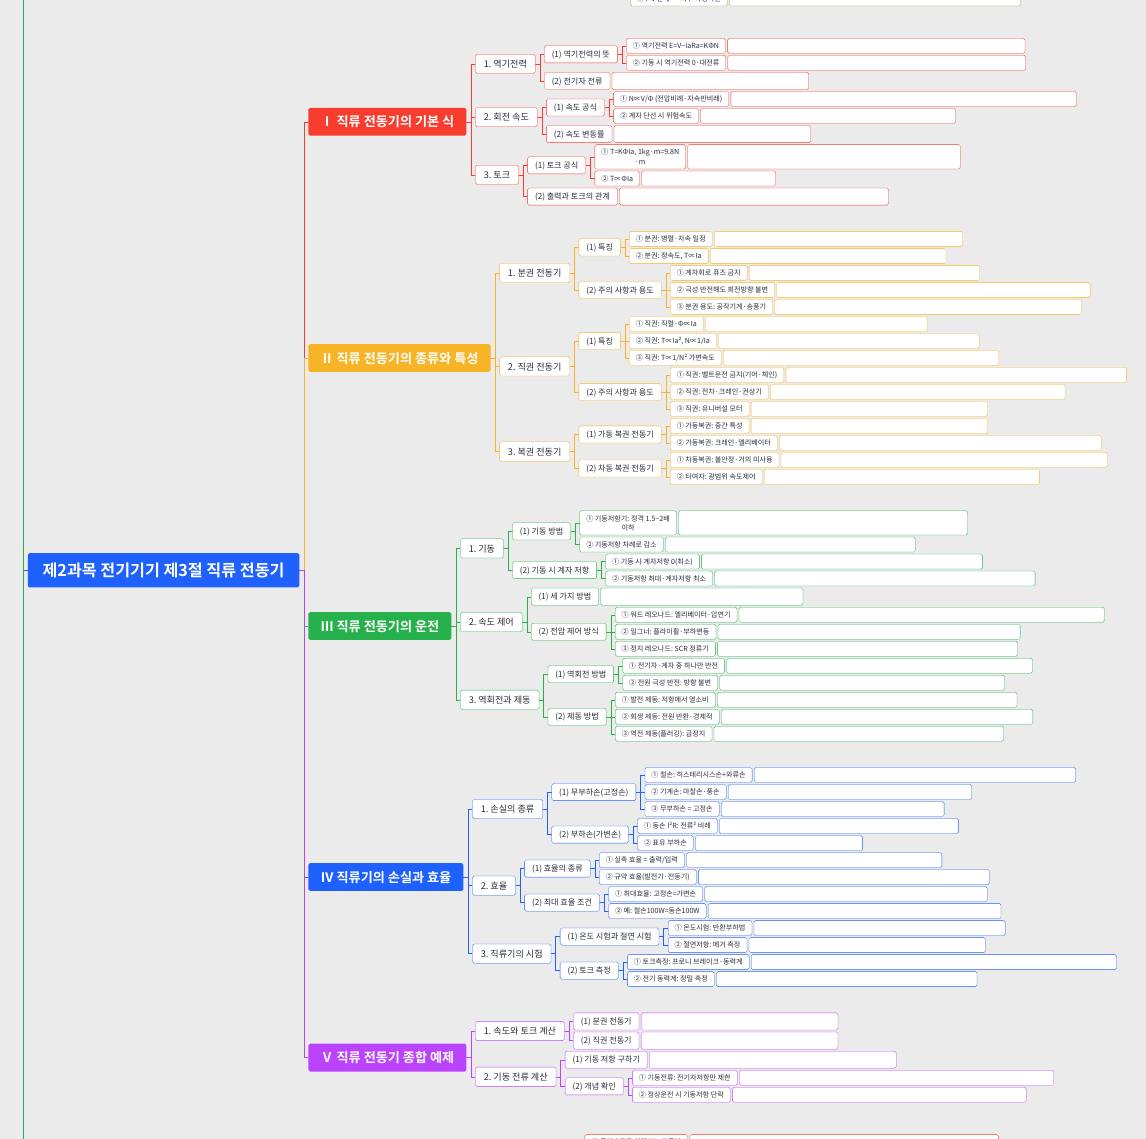 Ⅰ 직류 전동기의 기본 식
1. 역기전력
(1) 역기전력의 뜻
① 역기전력 E=V−IaRa=KΦN
② 기동 시 역기전력 0·대전류
(2) 전기자 전류
2. 회전 속도
(1) 속도 공식
① N∝V/Φ (전압비례·자속반비례)
② 계자 단선 시 위험속도
(2) 속도 변동률
3. 토크
(1) 토크 공식
① T=KΦIa, 1kg·m=9.8N
·m
② T∝ΦIa
(2) 출력과 토크의 관계
Ⅱ 직류 전동기의 종류와 특성
1. 분권 전동기
(1) 특징
① 분권: 병렬·자속 일정
② 분권: 정속도, T∝Ia
(2) 주의 사항과 용도
① 계자회로 퓨즈 금지
② 극성 반전해도 회전방향 불변
③ 분권 용도: 공작기계·송풍기
2. 직권 전동기
(1) 특징
① 직권: 직렬·Φ∝Ia
② 직권: T∝Ia², N∝1/Ia
③ 직권: T∝1/N² 가변속도
(2) 주의 사항과 용도
① 직권: 벨트운전 금지(기어·체인)
② 직권: 전차·크레인·권상기
③ 직권: 유니버설 모터
3. 복권 전동기
(1) 가동 복권 전동기
① 가동복권: 중간 특성
② 가동복권: 크레인·엘리베이터
(2) 차동 복권 전동기
① 차동복권: 불안정·거의 미사용
② 타여자: 광범위 속도제어
제2과목 전기기기 제3절 직류 전동기
Ⅲ 직류 전동기의 운전
1. 기동
(1) 기동 방법
① 기동저항기: 정격 1.5~2배
이하
② 기동저항 차례로 감소
(2) 기동 시 계자 저항
① 기동 시 계자저항 0(최소)
② 기동저항 최대·계자저항 최소
2. 속도 제어
(1) 세 가지 방법
(2) 전압 제어 방식
① 워드 레오나드: 엘리베이터·압연기
② 일그너: 플라이휠·부하변동
③ 정지 레오나드: SCR 정류기
3. 역회전과 제동
(1) 역회전 방법
① 전기자·계자 중 하나만 반전
② 전원 극성 반전: 방향 불변
(2) 제동 방법
① 발전 제동: 저항에서 열소비
② 회생 제동: 전원 반환·경제적
③ 역전 제동(플러깅): 급정지
Ⅳ 직류기의 손실과 효율
1. 손실의 종류
(1) 무부하손(고정손)
① 철손: 히스테리시스손+와류손
② 기계손: 마찰손·풍손
③ 무부하손 = 고정손
(2) 부하손(가변손)
① 동손 I²R: 전류² 비례
② 표유 부하손
2. 효율
(1) 효율의 종류
① 실측 효율 = 출력/입력
② 규약 효율(발전기·전동기)
(2) 최대 효율 조건
① 최대효율: 고정손=가변손
② 예: 철손100W=동손100W
3. 직류기의 시험
(1) 온도 시험과 절연 시험
① 온도시험: 반환부하법
② 절연저항: 메거 측정
(2) 토크 측정
① 토크측정: 프로니 브레이크·동력계
② 전기 동력계: 정밀 측정
Ⅴ 직류 전동기 종합 예제
1. 속도와 토크 계산
(1) 분권 전동기
(2) 직권 전동기
2. 기동 전류 계산
(1) 기동 저항 구하기
(2) 개념 확인
① 기동전류: 전기자저항만 제한
② 정상운전 시 기동저항 단락